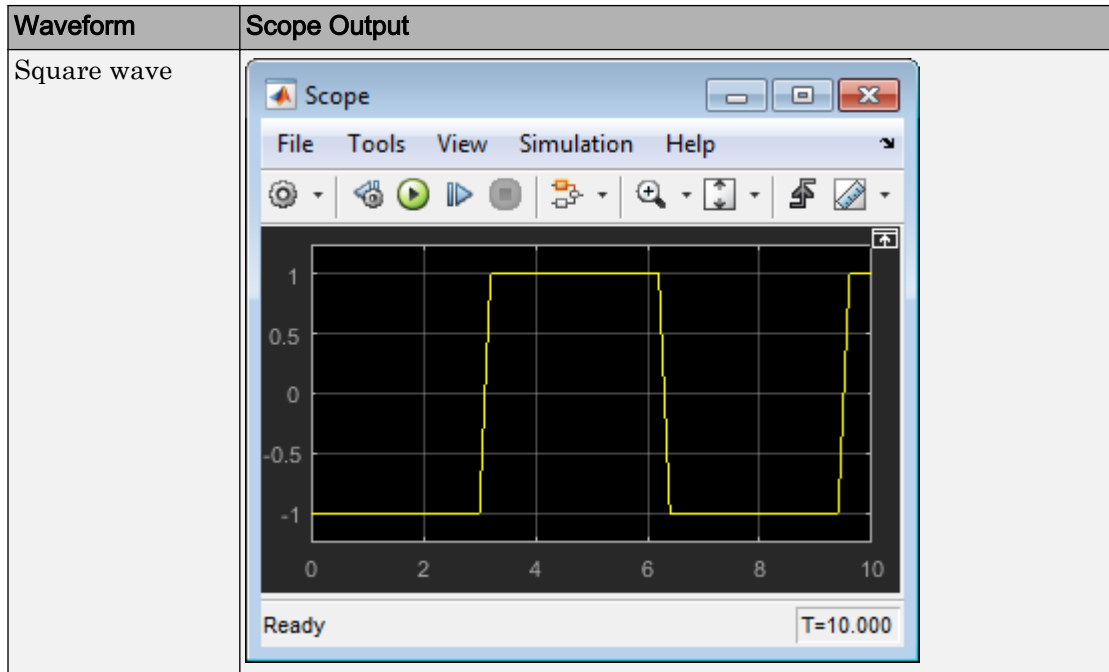 Waveform Scope Output
Square wave
Scope
File Tools View Simulation Help
1
0.5
0
-0.5
-1
0 2 4 6 8 10
Ready T=10.000